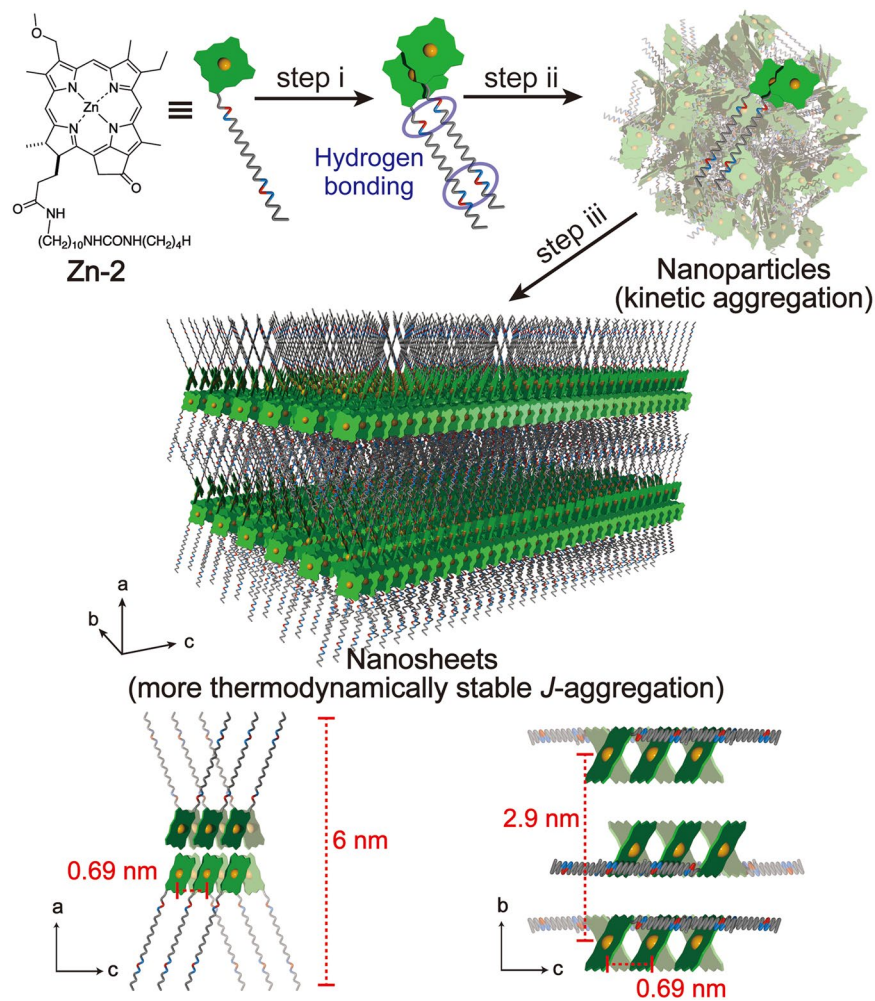 O
N
N
Zn
N
N
O
O
NH
(CH2)10NHCONH(CH2)4H
Zn-2
≡
step i
step ii
Hydrogen
bonding
step iii
Nanoparticles
(kinetic aggregation)
a
b
c
Nanosheets
(more thermodynamically stable J-aggregation)
6 nm
0.69 nm
a
c
2.9 nm
b
c
0.69 nm